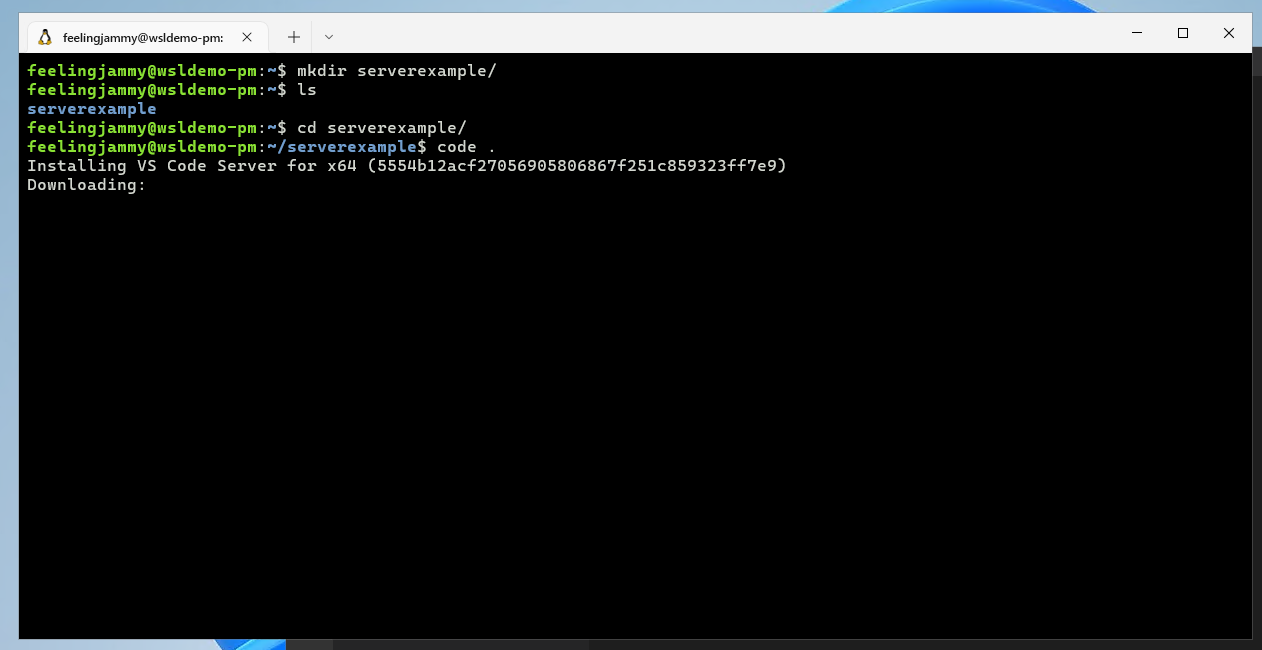 feelingjammy@wsldemo-pm:
feelingjammy@wsldemo-pm:~$ mkdir serverexample/
feelingjammy@wsldemo-pm:~$ ls
serverexample
feelingjammy@wsldemo-pm:~$ cd serverexample/
feelingjammy@wsldemo-pm:~/serverexample$ code .
Installing VS Code Server for x64 (5554b12acf27056905806867f251c859323ff7e9)
Downloading: